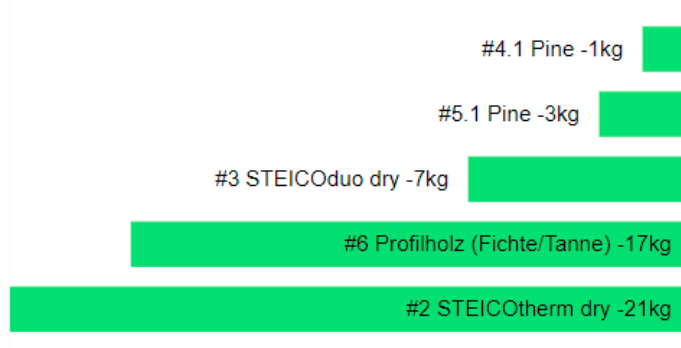 #4.1 Pine -1kg
#5.1 Pine -3kg
#3 STEICOduo dry -7kg
#6 Profilholz (Fichte/Tanne) -17kg
#2 STEICOtherm dry -21kg